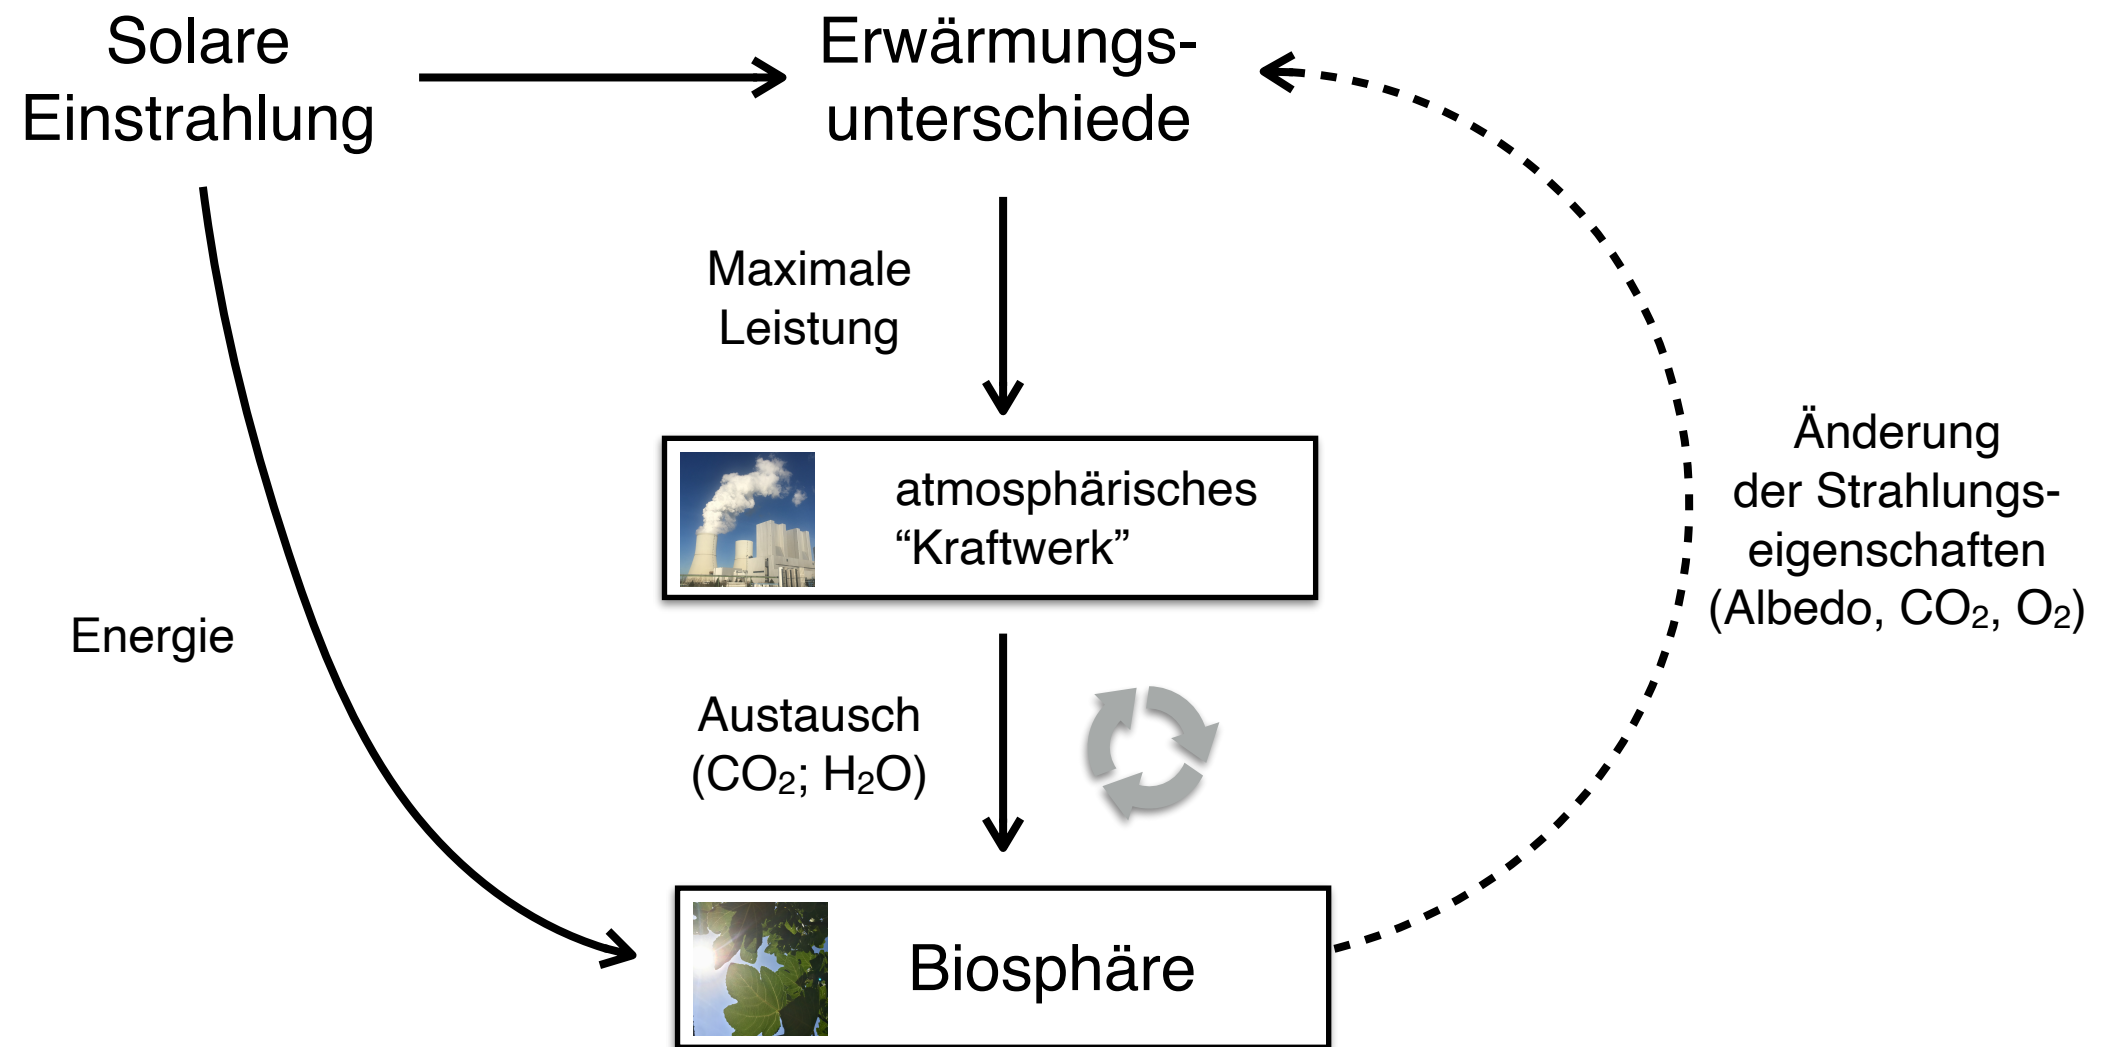 Solare
Einstrahlung
Erwärmungs-
unterschiede
Maximale
Leistung
atmosphärisches
“Kraftwerk”
Änderung
der Strahlungs-
eigenschaften
(Albedo, CO₂, O₂)
Energie
Austausch
(CO₂; H₂O)
Biosphäre